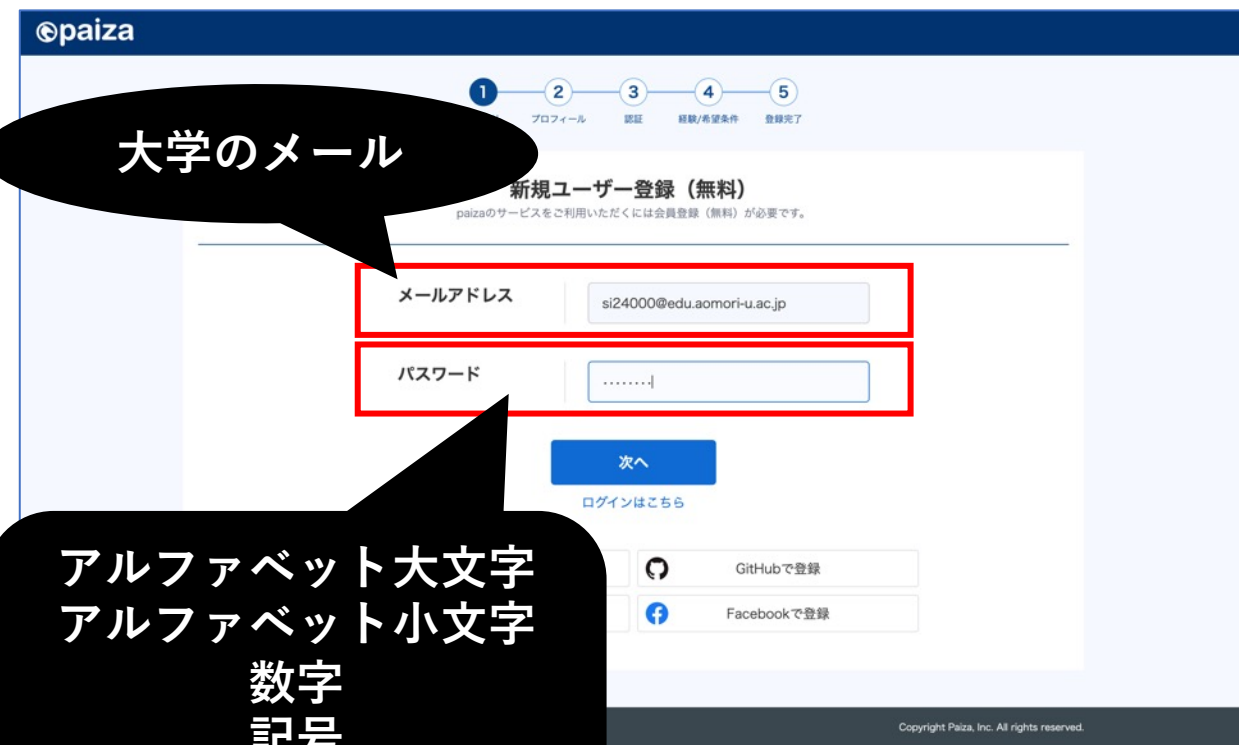 paiza
1 2 3 4 5
プロフィール 認証 経験/希望条件 登録完了
大学のメール
新規ユーザー登録（無料）
paizaのサービスをご利用いただくには会員登録（無料）が必要です。
メールアドレス si24000@edu.aomori-u.ac.jp
パスワード ········
次へ
ログインはこちら
アルファベット大文字
アルファベット小文字
数字
記号
GitHubで登録
Facebookで登録
Copyright Paiza, Inc. All rights reserved.